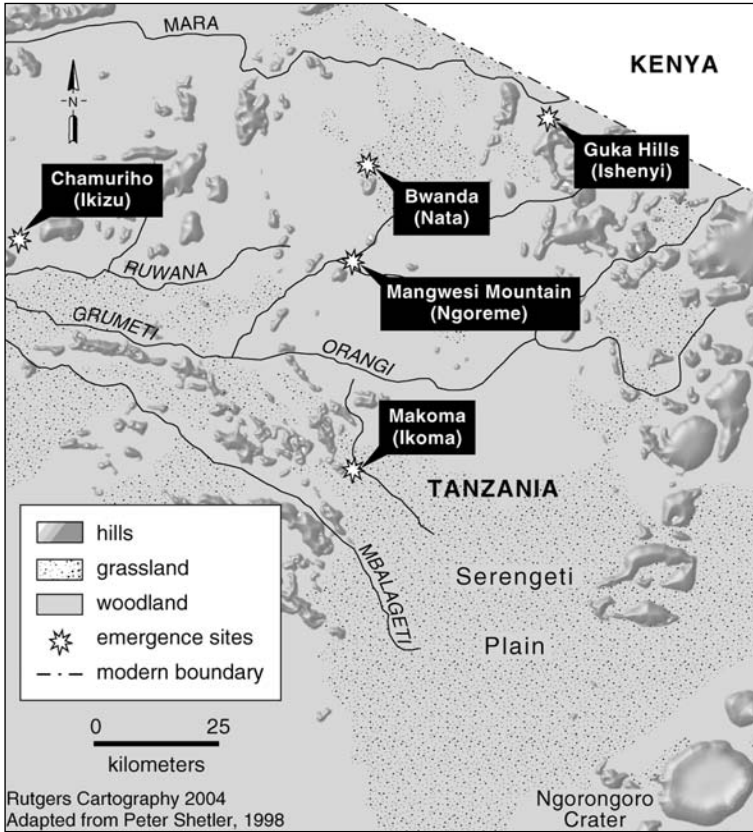 MARA
KENYA
N
Guka Hills
(Ishenyi)
Chamuriho
(Ikizu)
Bwanda
(Nata)
RUWANA
Mangwesi Mountain
(Ngoreme)
GRUMETI
ORANGI
Makoma
(Ikoma)
TANZANIA
hills
grassland
woodland
emergence sites
modern boundary
MBALAGETI
Serengeti
Plain
0 25
kilometers
Rutgers Cartography 2004
Adapted from Peter Shetler, 1998
Ngorongoro
Crater